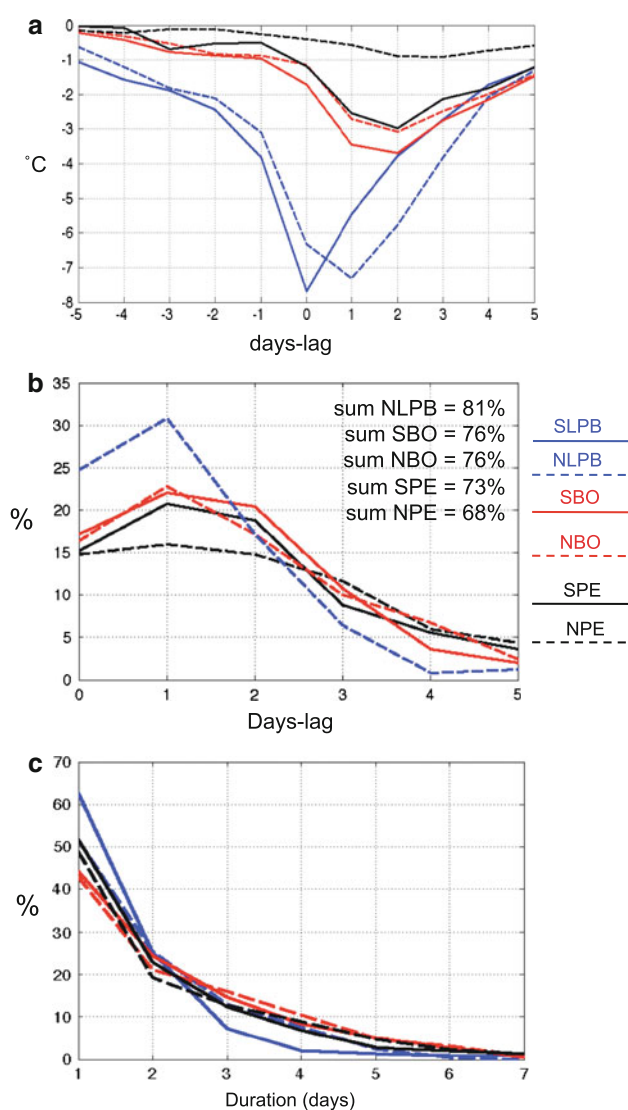 a
0
-1
-2
-3
°C
-4
-5
-6
-7
-8
-5 -4 -3 -2 -1 0 1 2 3 4 5
days-lag
b
35
30
25
20
%
15
10
5
0
sum NLPB = 81%
sum SBO = 76%
sum NBO = 76%
sum SPE = 73%
sum NPE = 68%
0 1 2 3 4 5
Days-lag
SLPB
NLPB
SBO
NBO
SPE
NPE
c
70
60
50
40
%
30
20
10
0
1 2 3 4 5 6 7
Duration (days)